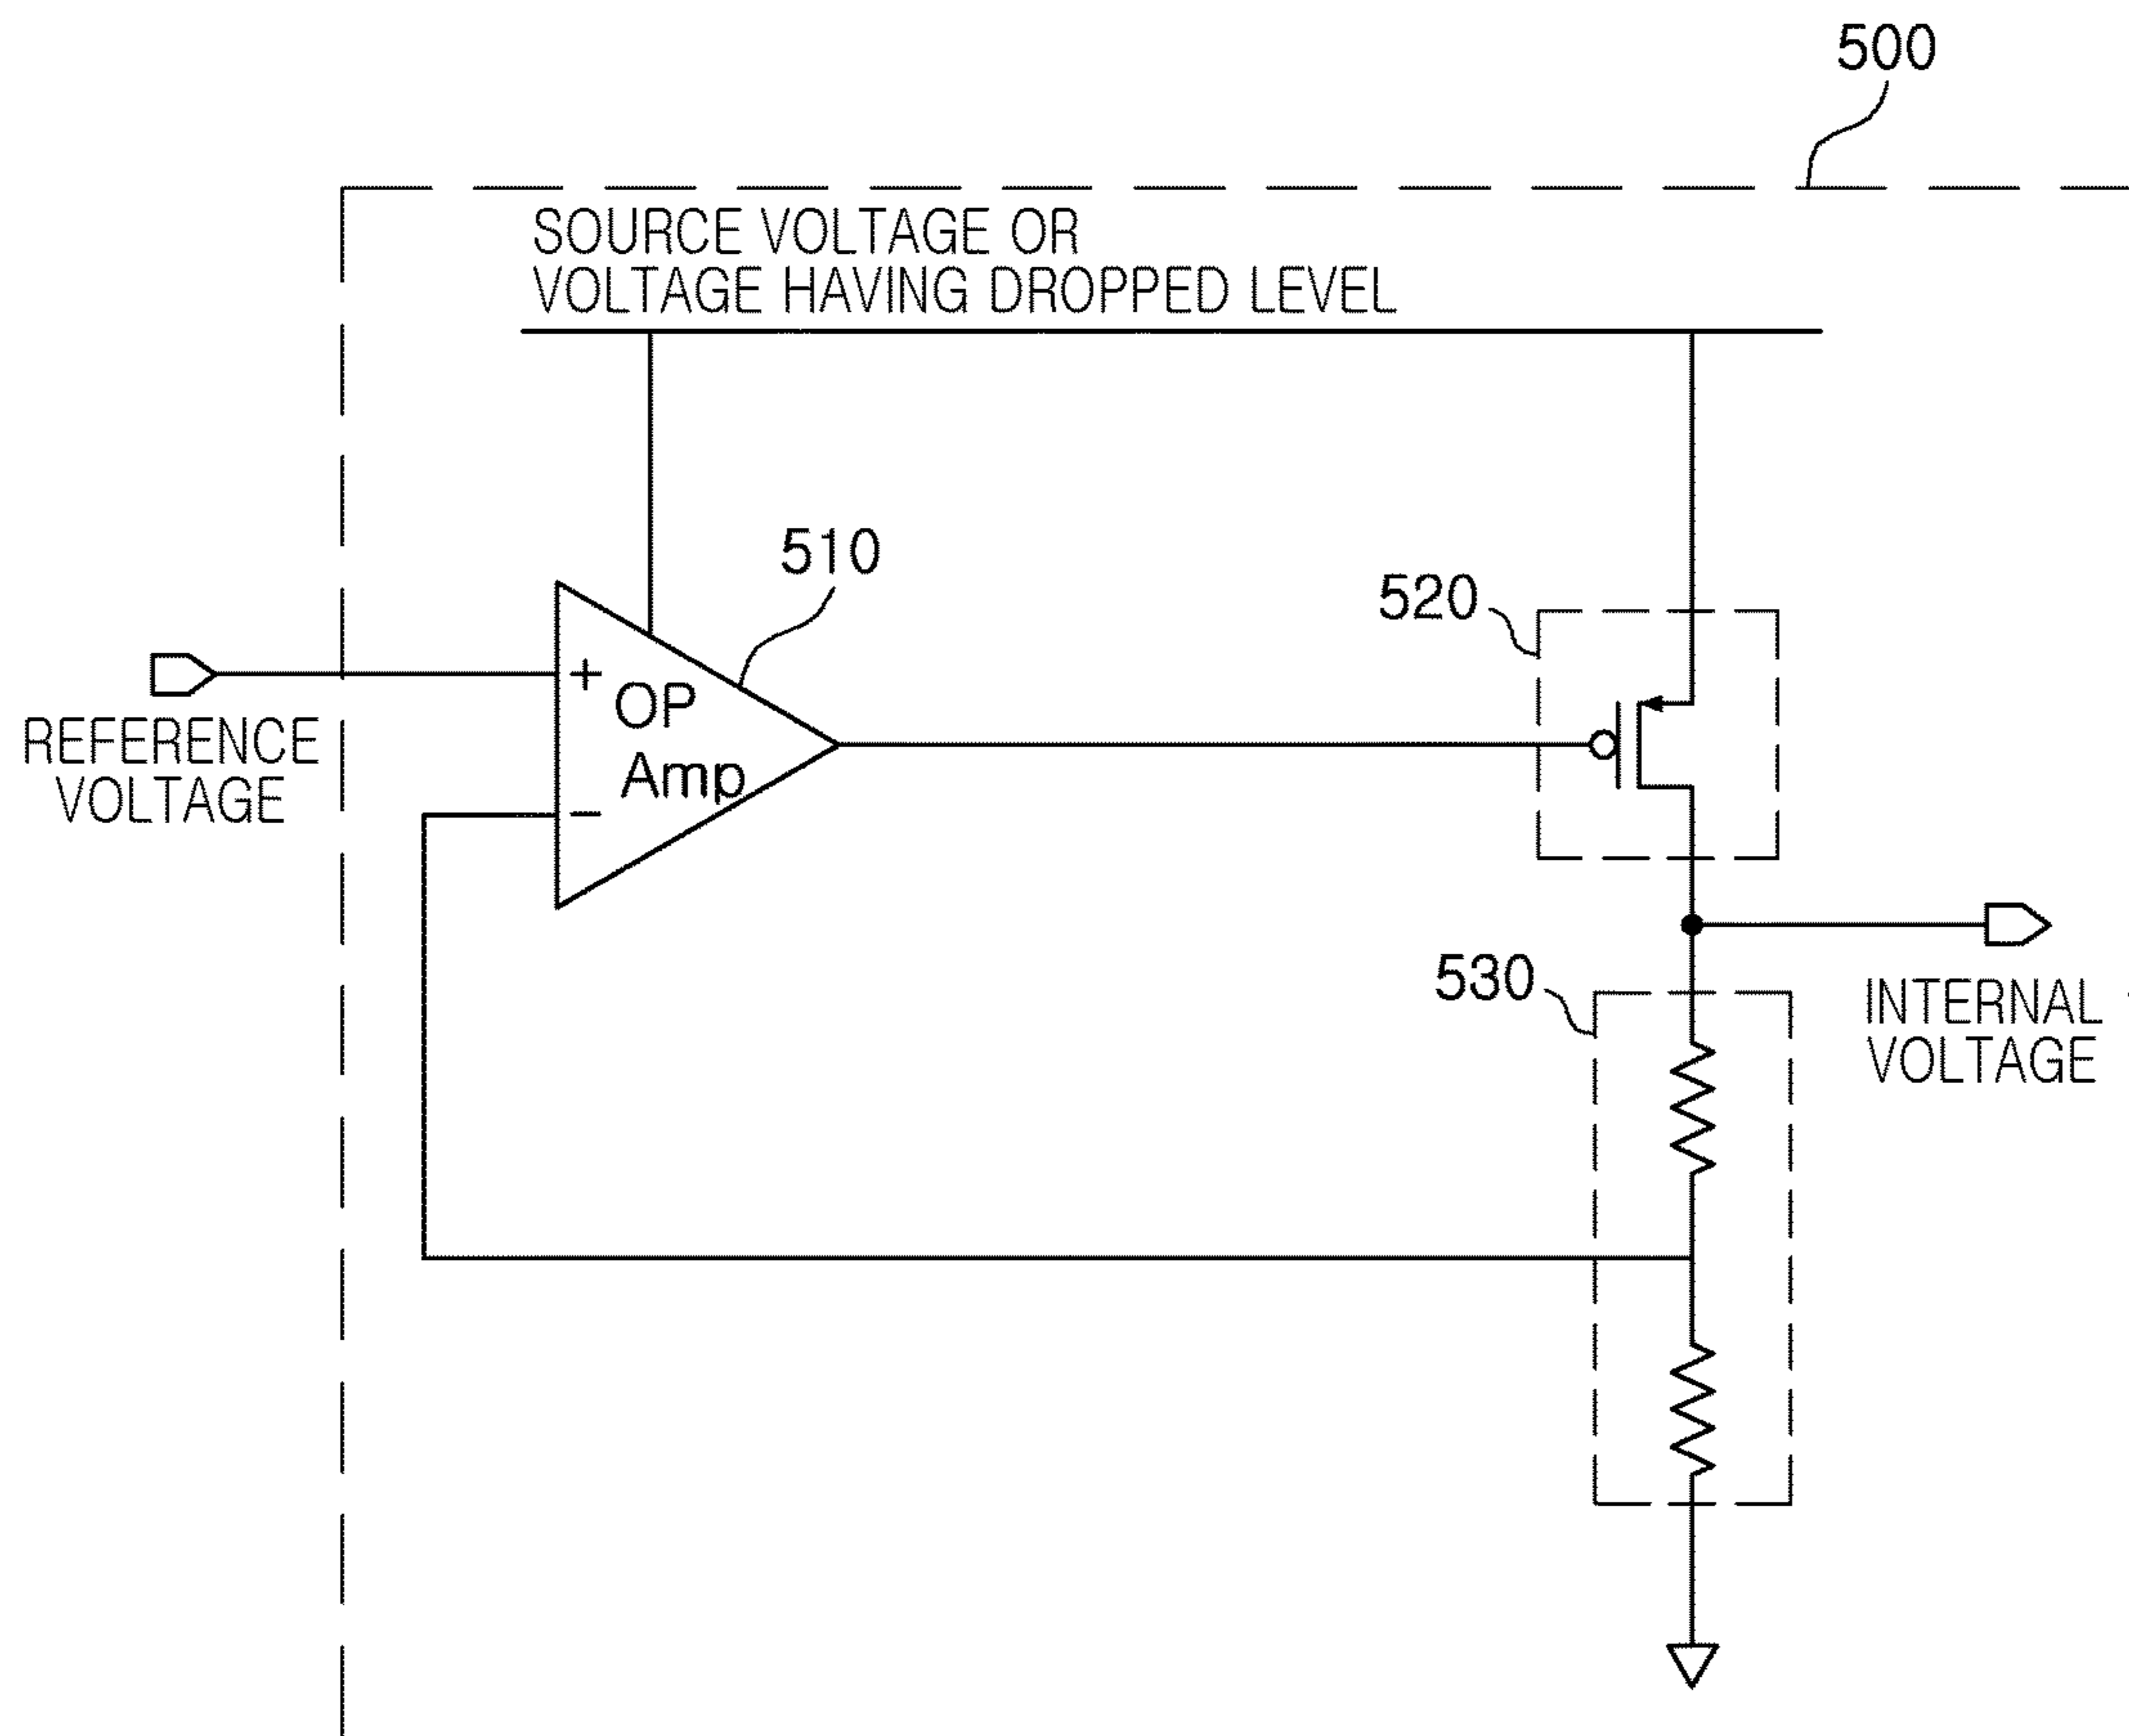 500
SOURCE VOLTAGE OR
VOLTAGE HAVING DROPPED LEVEL
510
520
+
OP
Amp
−
REFERENCE
VOLTAGE
530
INTERNAL
VOLTAGE